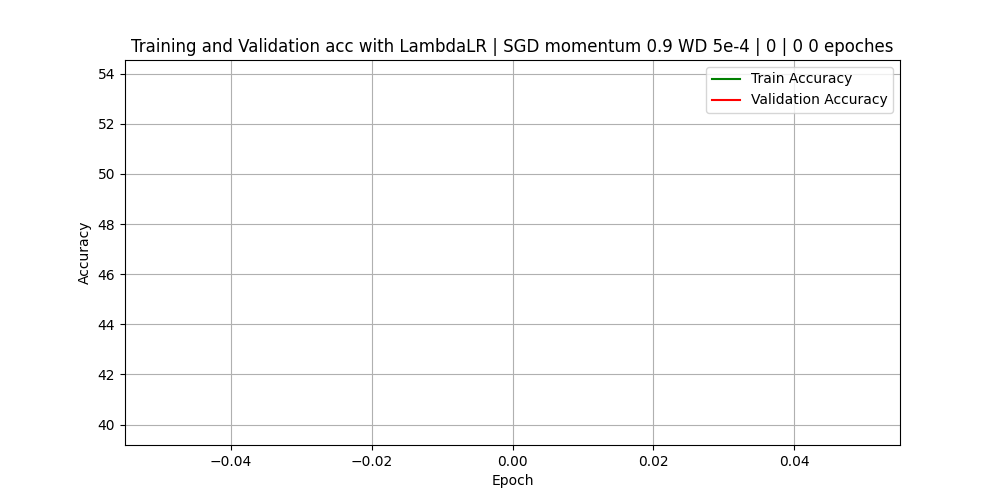 Training and Validation acc with LambdaLR | SGD momentum 0.9 WD 5e-4 | 0 | 0 0 epoches
Train Accuracy
Validation Accuracy
54
52
50
48
46
44
42
40
Accuracy
−0.04 −0.02 0.00 0.02 0.04
Epoch